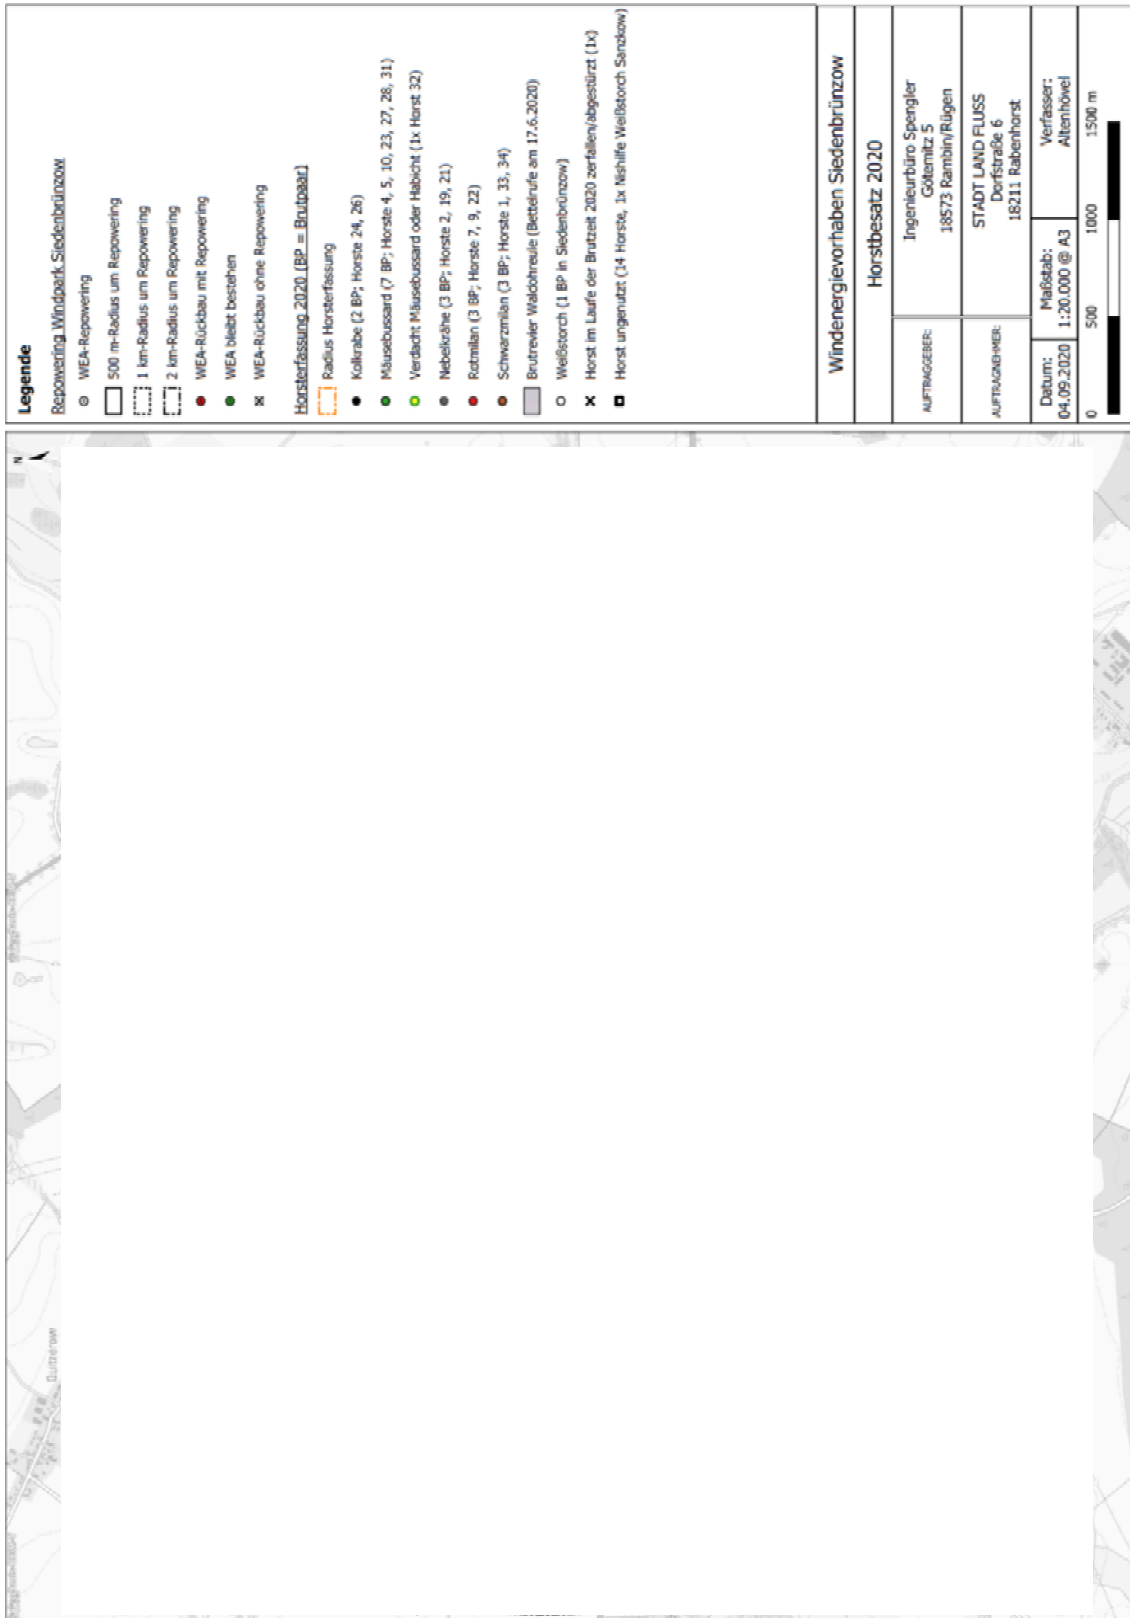 Legende
Repowering Windpark Siedenbrünzow
WEA-Repowering
500 m-Radius um Repowering
1 km-Radius um Repowering
2 km-Radius um Repowering
WEA-Rückbau mit Repowering
WEA bleibt bestehen
WEA-Rückbau ohne Repowering
Horsterfassung 2020 (BP = Brutpaar)
Radius Horsterfassung
Kolkrabe (2 BP; Horste 24, 26)
Mäusebussard (7 BP; Horste 4, 5, 10, 23, 27, 28, 31)
Verdacht Mäusebussard oder Habicht (1x Horst 32)
Nebelkrähe (3 BP; Horste 2, 19, 21)
Rotmilan (3 BP; Horste 7, 9, 22)
Schwarzmilan (3 BP; Horste 1, 33, 34)
Brutrevier Waldohreule (Bettelrufe am 17.6.2020)
Weißstorch (1 BP in Siedenbrünzow)
Horst im Laufe der Brutzeit 2020 zerfallen/abgestürzt (1x)
Horst ungenutzt (14 Horste, 1x Nishilfe Weißstorch Sanzkow)
Windenergievorhaben Siedenbrünzow
Horstbesatz 2020
AUFTRAGGEBER:
Ingenieurbüro Spengler
Götemitz 5
18573 Rambin/Rügen
AUFTRAGNEHMER:
STADT LAND FLUSS
Dorfstraße 6
18211 Rabenhorst
Datum:
04.09.2020
Maßstab:
1:20.000 @ A3
Verfasser:
Altenhövel
0 500 1000 1500 m
N
Quitzerow